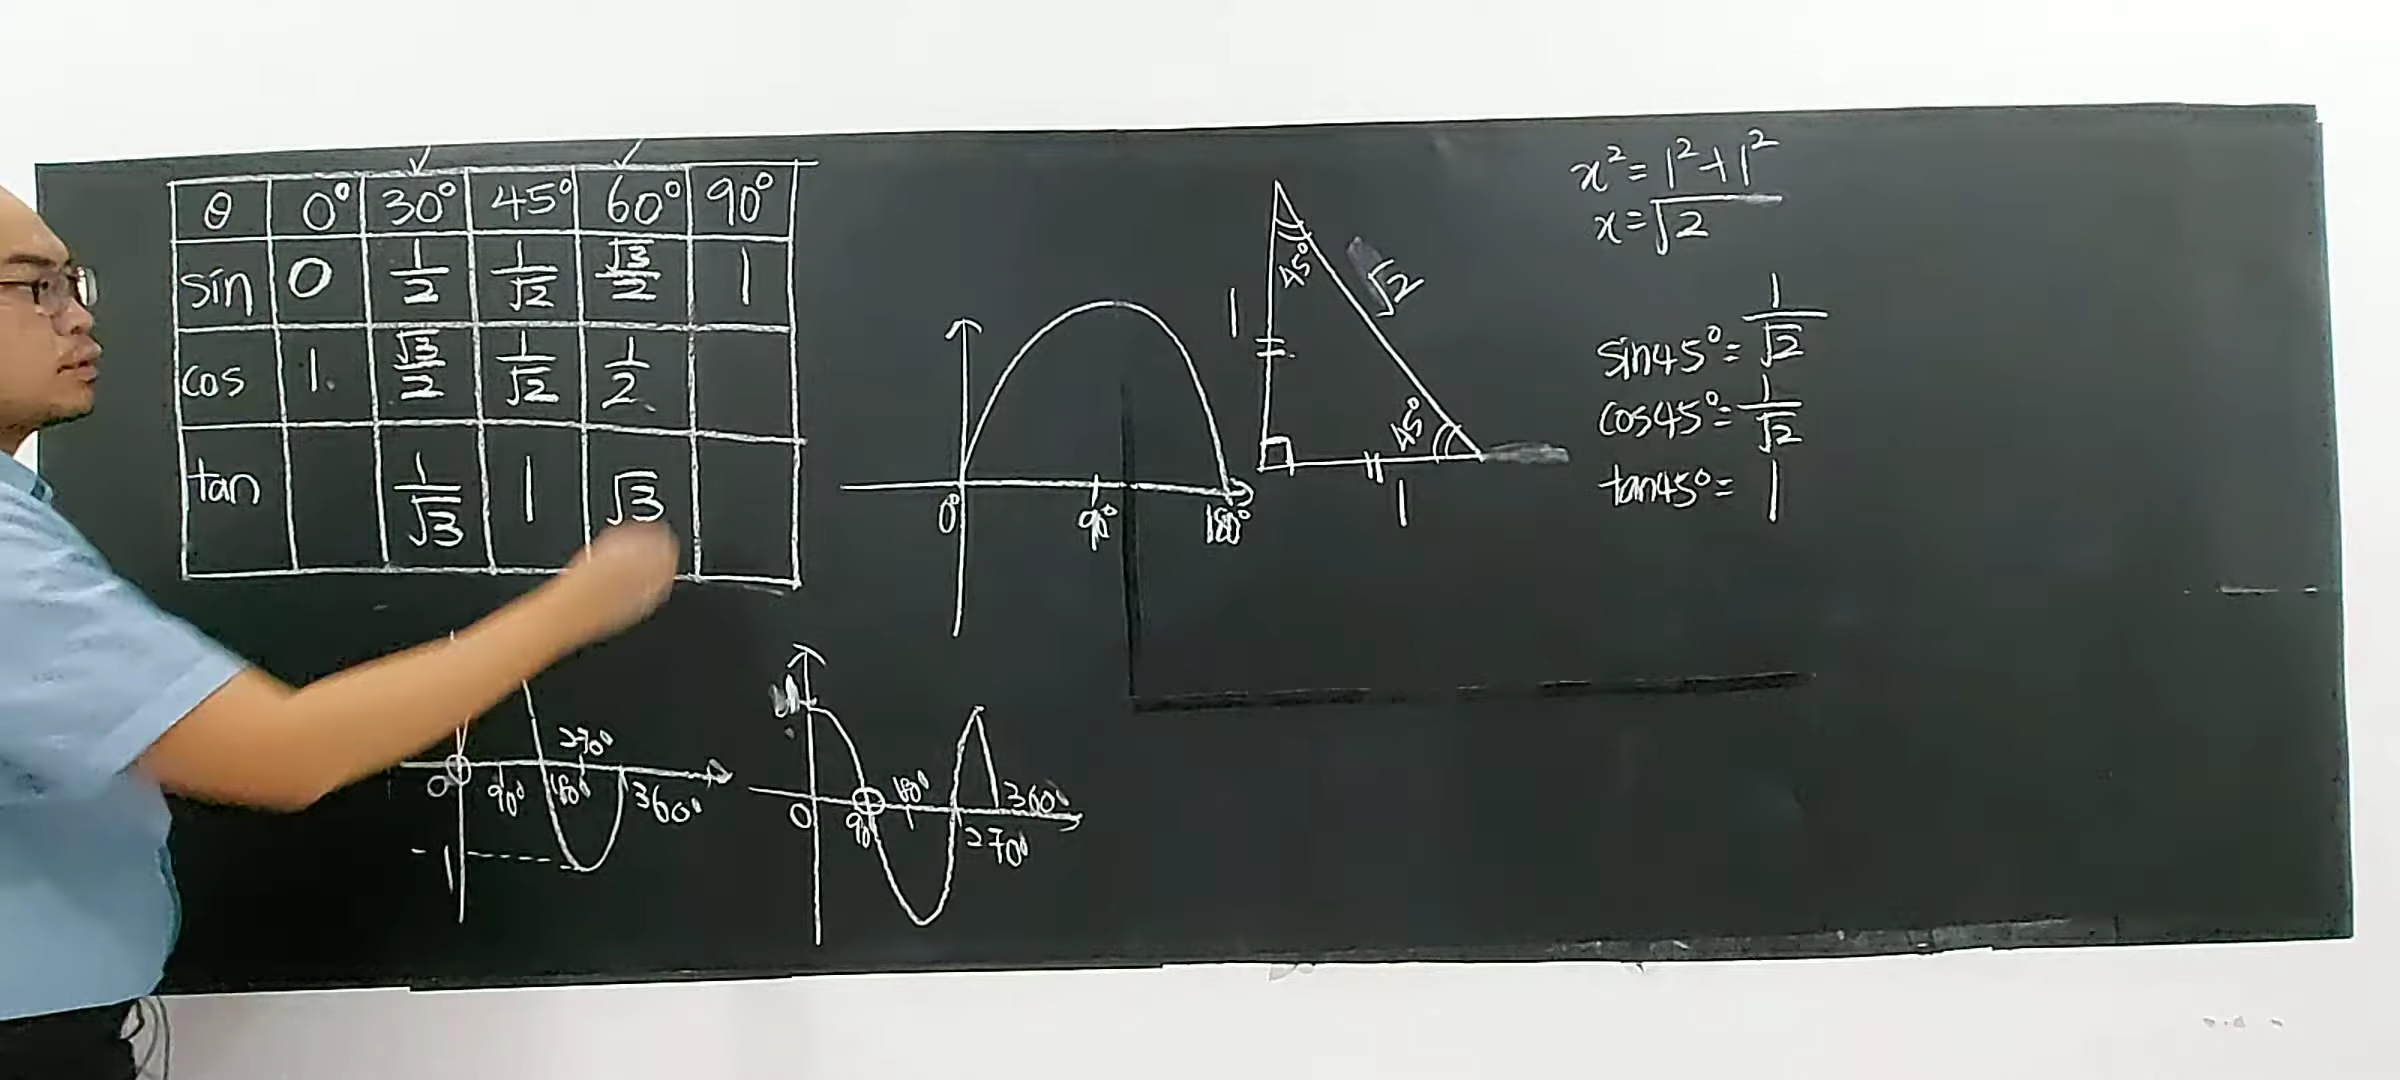 θ 0° 30° 45° 60° 90°
sin 0 1/2 1/√2 √3/2 1
cos 1. √3/2 1/√2 1/2.
tan 1/√3 1 √3
x² = 1² + 1²
x = √2
45°
√2
1
45°
1
sin45° = 1/√2
cos45° = 1/√2
tan45° = 1
0° 90° 180°
270°
0 90° 180° 360°
-1
180°
0 90 360°
270°